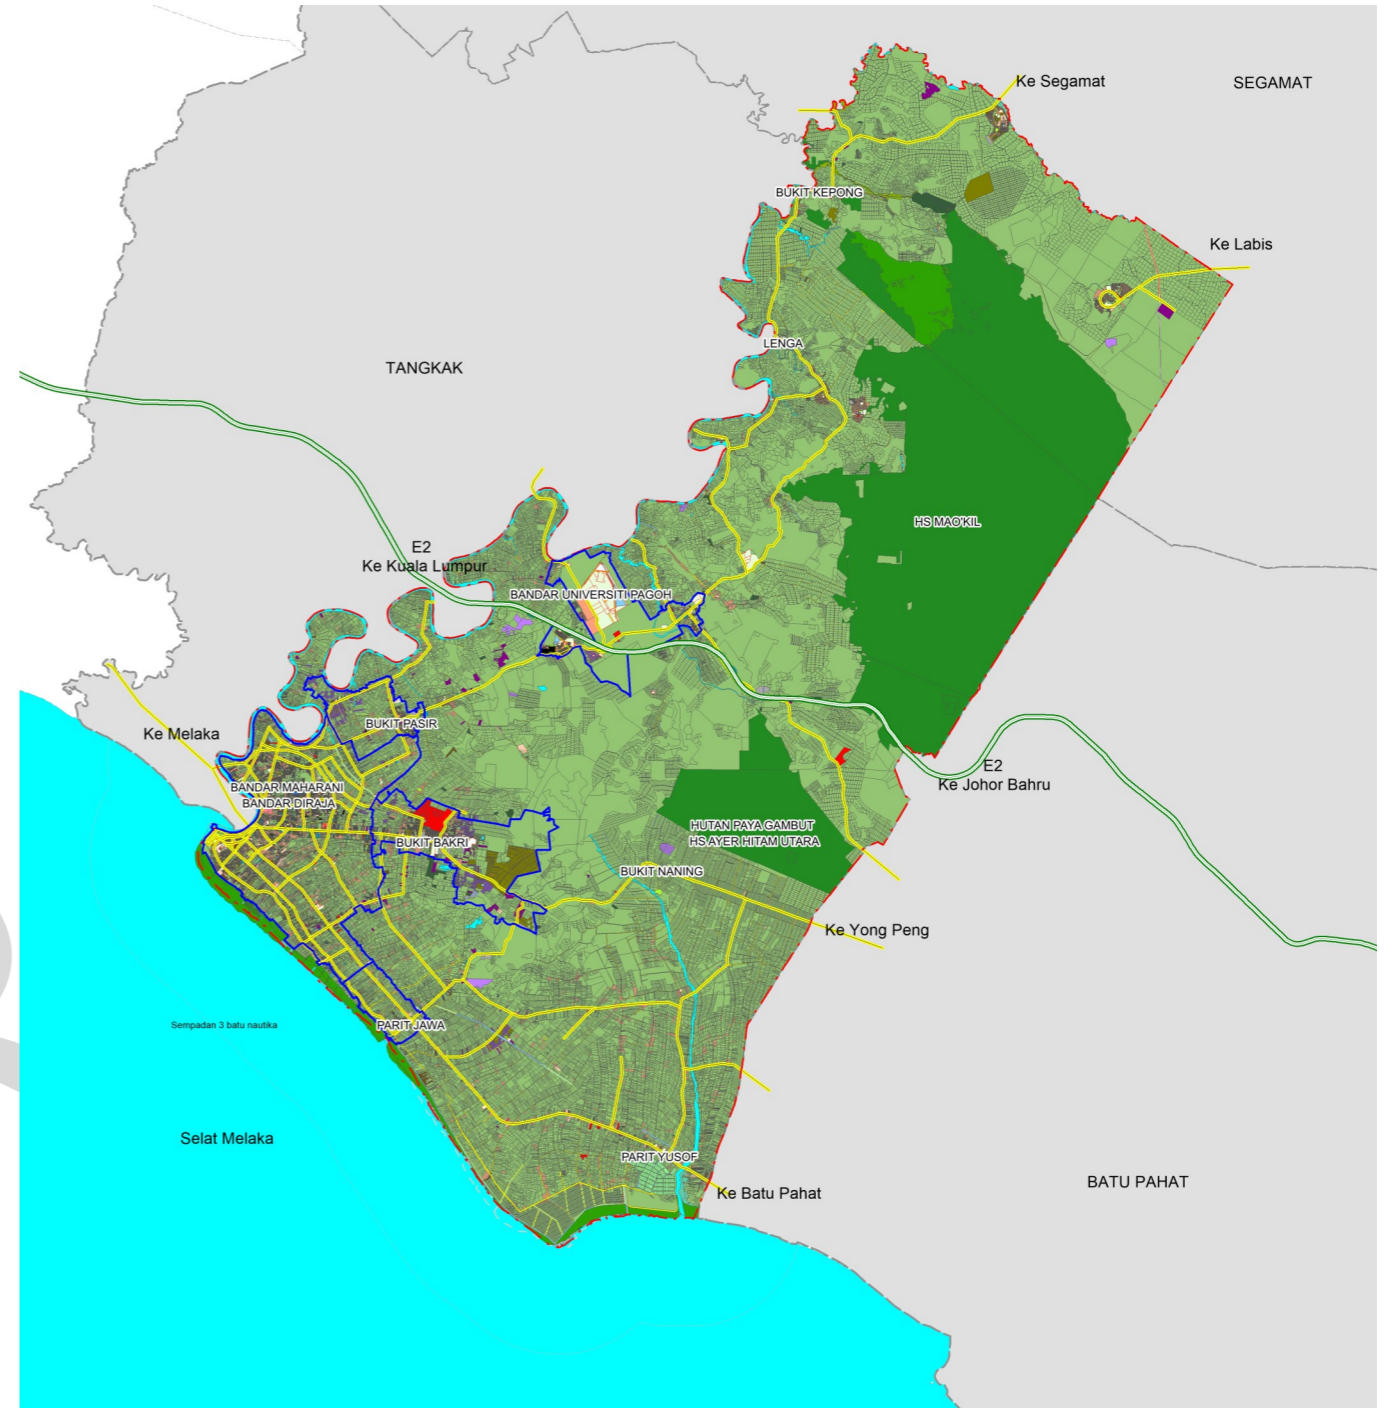 Ke Segamat
SEGAMAT
BUKIT KEPONG
Ke Labis
LENGA
TANGKAK
HS MAO'KIL
E2
Ke Kuala Lumpur
BANDAR UNIVERSITI PAGOH
BUKIT PASIR
Ke Melaka
E2
Ke Johor Bahru
BANDAR MAHARANI
BANDAR DIRAJA
HUTAN PAYA GAMBUT
HS AYER HITAM UTARA
BUKIT BAKRI
BUKIT NANING
Ke Yong Peng
Sempadan 3 batu nautika
PARIT JAWA
Selat Melaka
PARIT YUSOF
BATU PAHAT
Ke Batu Pahat